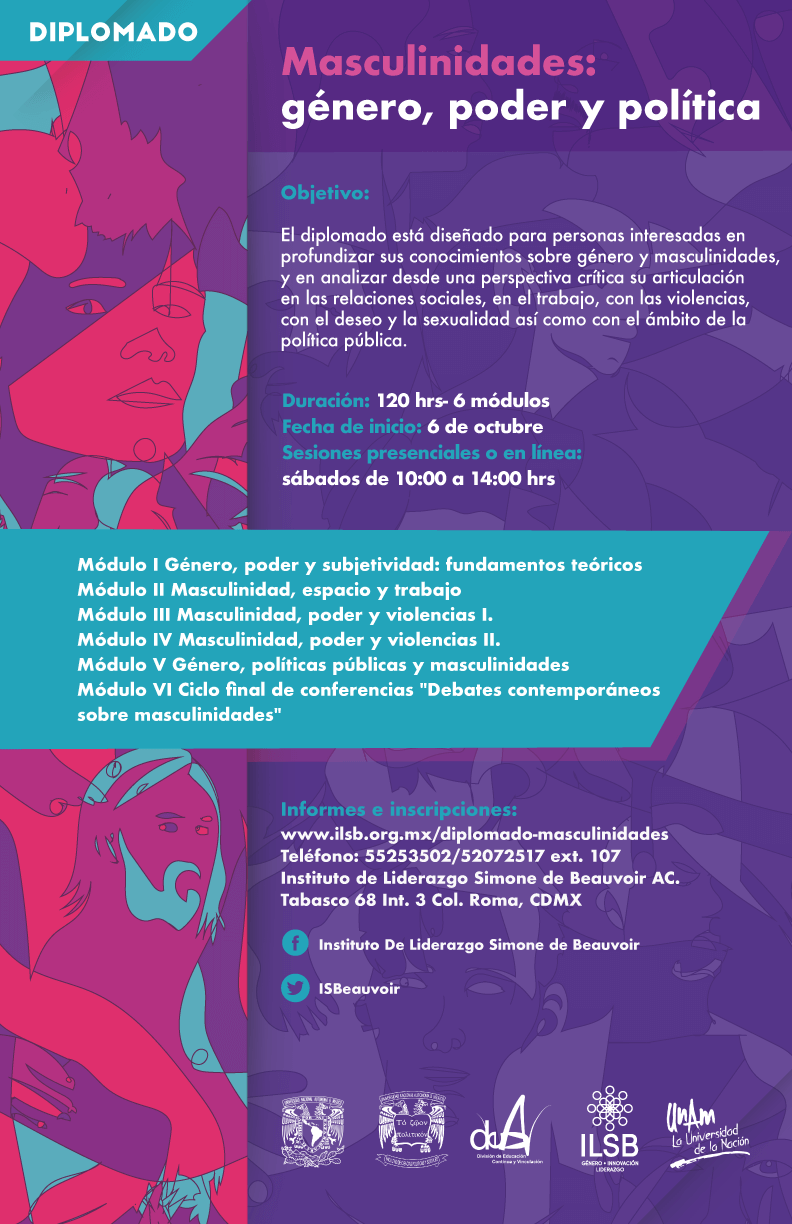 DIPLOMADO
Masculinidades:
género, poder y política
Objetivo:
El diplomado está diseñado para personas interesadas en
profundizar sus conocimientos sobre género y masculinidades,
y en analizar desde una perspectiva crítica su articulación
en las relaciones sociales, en el trabajo, con las violencias,
con el deseo y la sexualidad así como con el ámbito de la
política pública.
Duración: 120 hrs- 6 módulos
Fecha de inicio: 6 de octubre
Sesiones presenciales o en línea:
sábados de 10:00 a 14:00 hrs
Módulo I Género, poder y subjetividad: fundamentos teóricos
Módulo II Masculinidad, espacio y trabajo
Módulo III Masculinidad, poder y violencias I.
Módulo IV Masculinidad, poder y violencias II.
Módulo V Género, políticas públicas y masculinidades
Módulo VI Ciclo final de conferencias "Debates contemporáneos
sobre masculinidades"
Informes e inscripciones:
www.ilsb.org.mx/diplomado-masculinidades
Teléfono: 55253502/52072517 ext. 107
Instituto de Liderazgo Simone de Beauvoir AC.
Tabasco 68 Int. 3 Col. Roma, CDMX
Instituto De Liderazgo Simone de Beauvoir
ISBeauvoir
Τὸ ζῷον
πολιτικόν
División de Educación
Continua y Vinculación
ILSB
GÉNERO • INNOVACIÓN
LIDERAZGO
UNAM
La Universidad
de la Nación